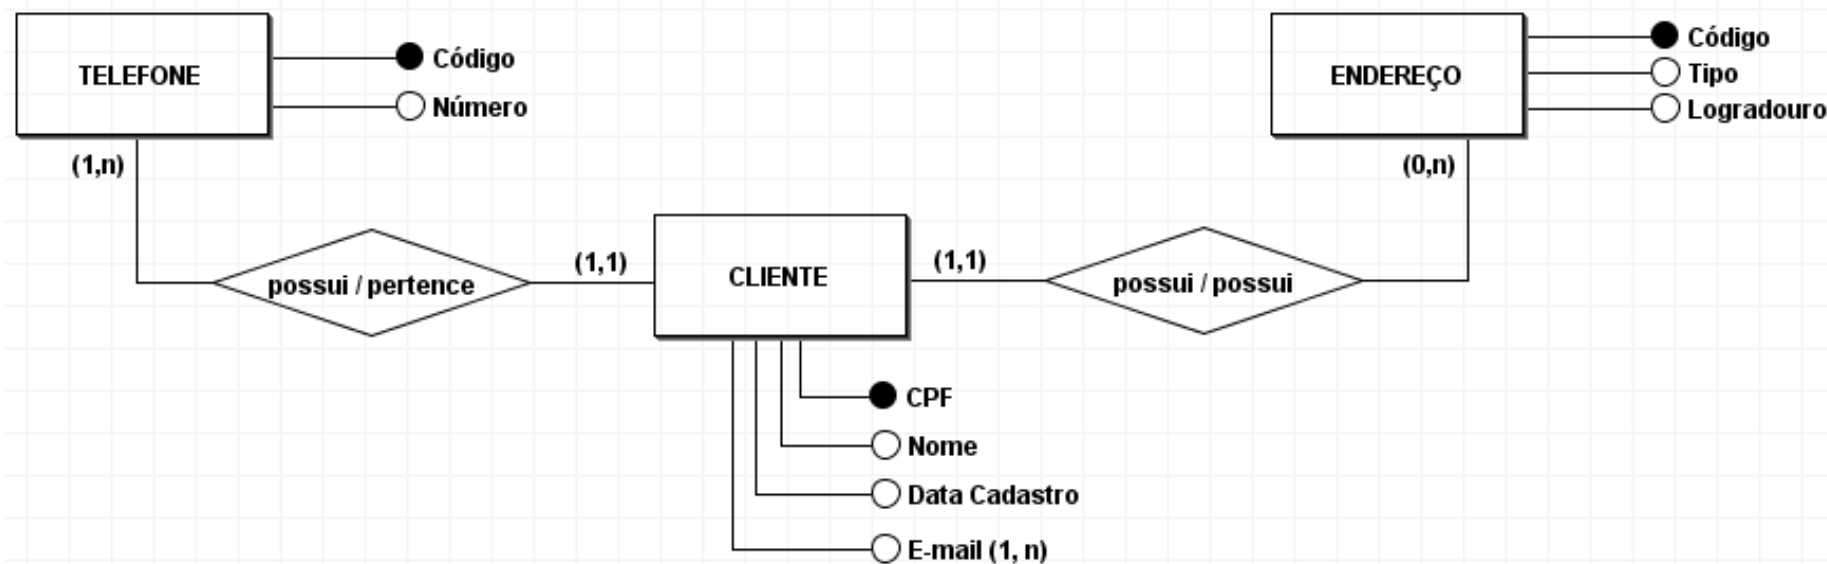 TELEFONE
Código
Número
(1,n)
ENDEREÇO
Código
Tipo
Logradouro
(0,n)
possui / pertence
(1,1)
CLIENTE
(1,1)
possui / possui
CPF
Nome
Data Cadastro
E-mail (1, n)